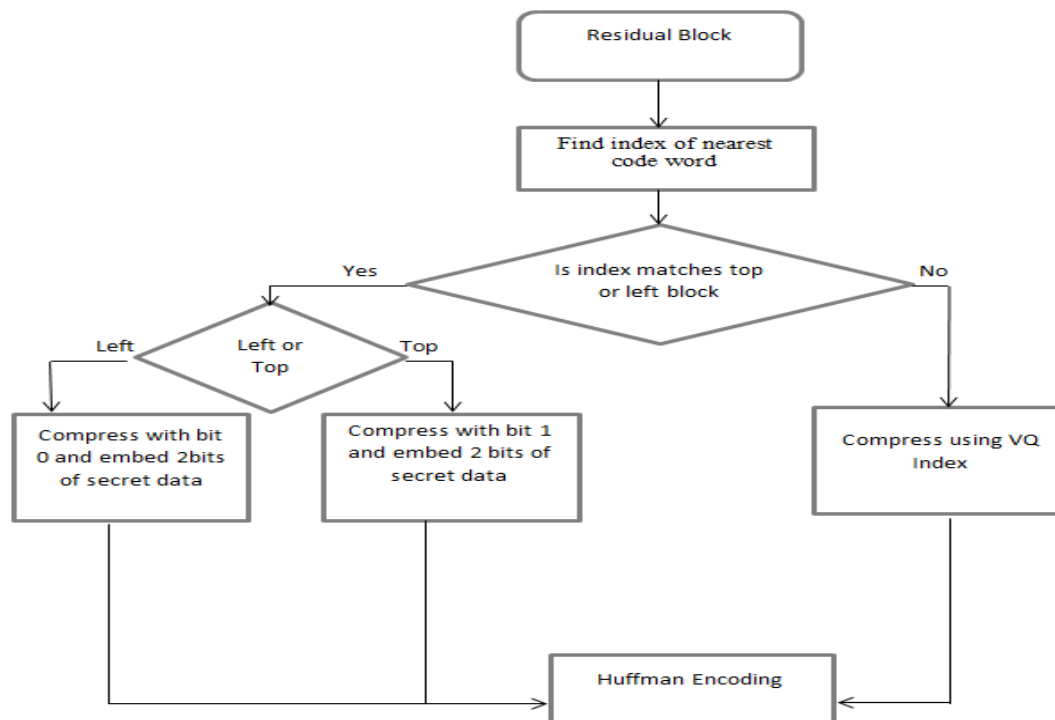 Residual Block
Find index of nearest
code word
Is index matches top
or left block
Yes
No
Left or
Top
Left
Top
Compress with bit
0 and embed 2bits
of secret data
Compress with bit 1
and embed 2 bits of
secret data
Compress using VQ
Index
Huffman Encoding